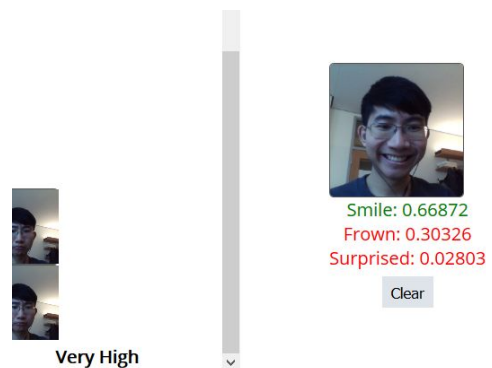 Smile: 0.66872
Frown: 0.30326
Surprised: 0.02803
Clear
Very High